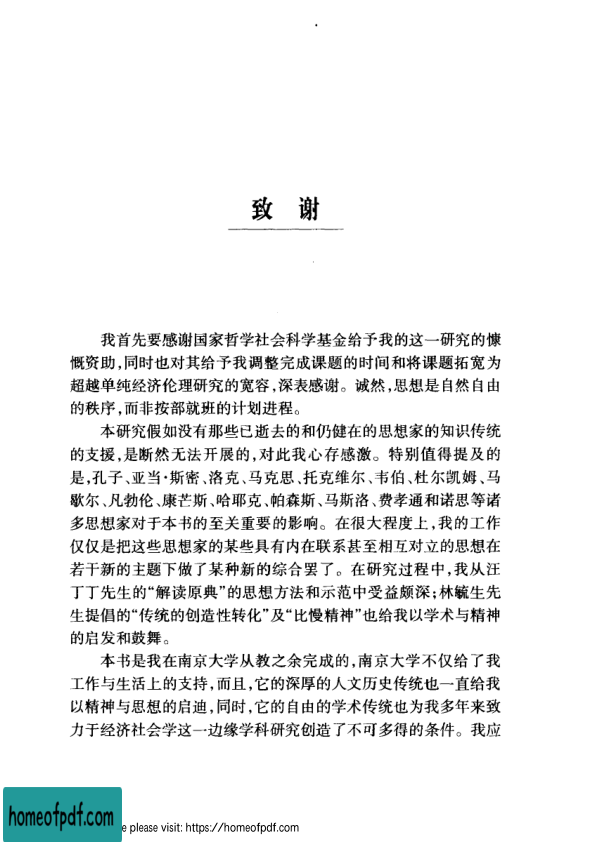 致 谢
我首先要感谢国家哲学社会科学基金给予我的这一研究的慷
慨资助,同时也对其给予我调整完成课题的时间和将课题拓宽为
超越单纯经济伦理研究的宽容,深表感谢。诚然,思想是自然自由
的秩序,而非按部就班的计划进程。
本研究假如没有那些已逝去的和仍健在的思想家的知识传统
的支援,是断然无法开展的,对此我心存感激。特别值得提及的
是,孔子、亚当·斯密、洛克、马克思、托克维尔、韦伯、杜尔凯姆、马
歇尔、凡勃伦、康芒斯、哈耶克、帕森斯、马斯洛、费孝通和诺思等诸
多思想家对于本书的至关重要的影响。在很大程度上,我的工作
仅仅是把这些思想家的某些具有内在联系甚至相互对立的思想在
若干新的主题下做了某种新的综合罢了。在研究过程中,我从汪
丁丁先生的“解读原典”的思想方法和示范中受益颇深;林毓生先
生提倡的“传统的创造性转化”及“比慢精神”也给我以学术与精神
的启发和鼓舞。
本书是我在南京大学从教之余完成的,南京大学不仅给了我
工作与生活上的支持,而且,它的深厚的人文历史传统也一直给我
以精神与思想的启迪,同时,它的自由的学术传统也为我多年来致
力于经济社会学这一边缘学科研究创造了不可多得的条件。我应
homeofpdf.com
e please visit: https://homeofpdf.com